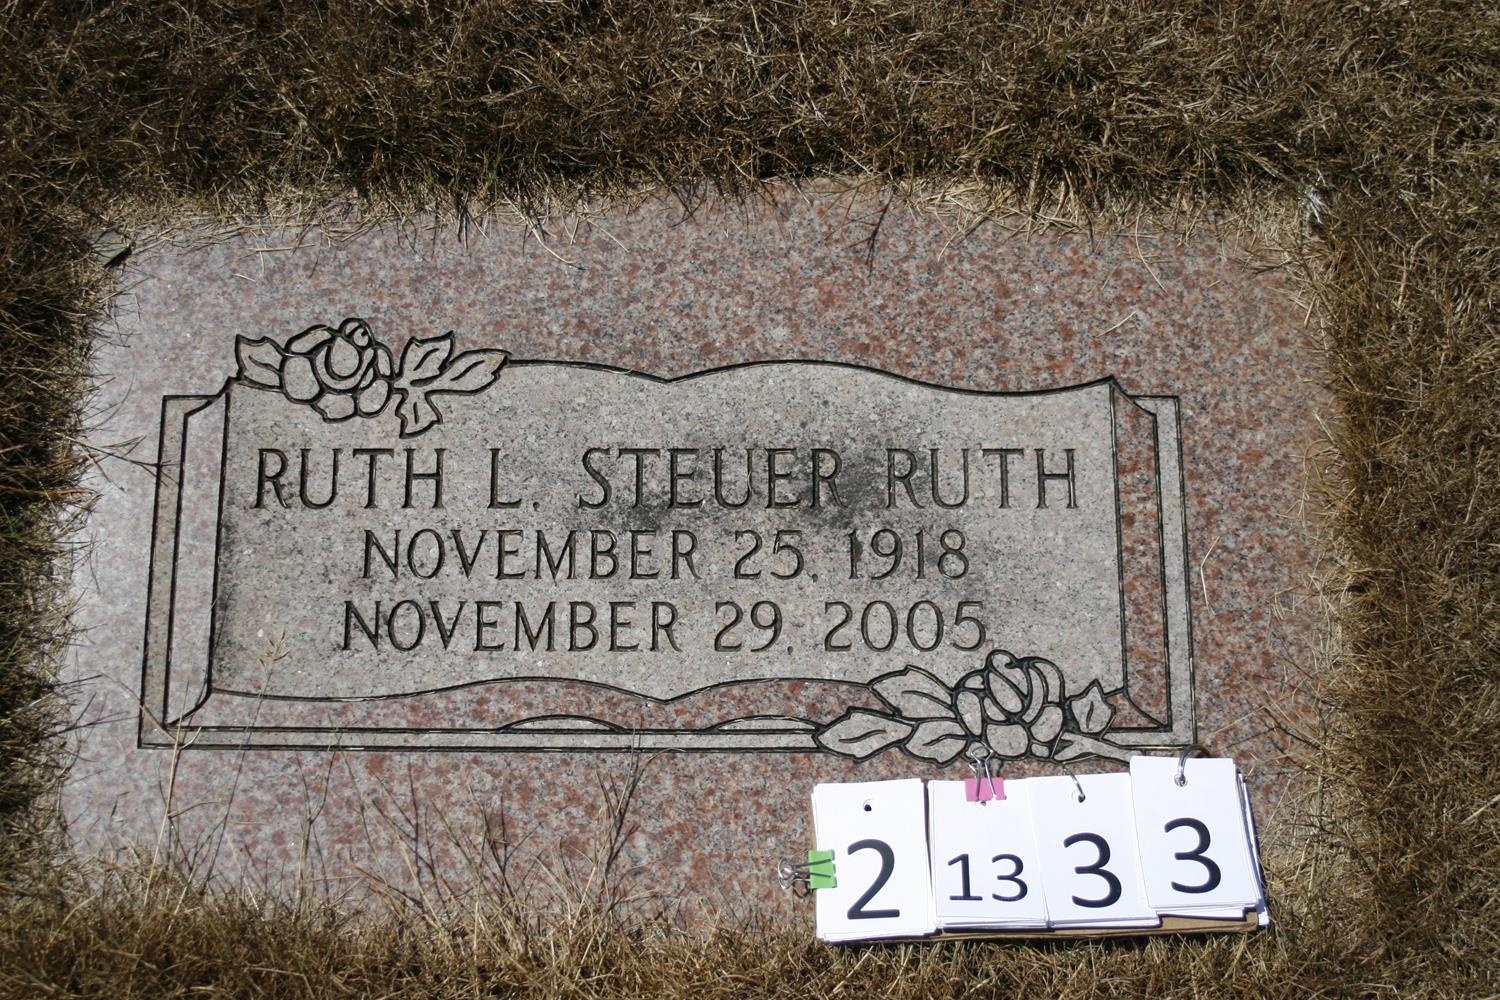 RUTH L. STEUER RUTH
NOVEMBER 25, 1918
NOVEMBER 29, 2005
2 13 3 3